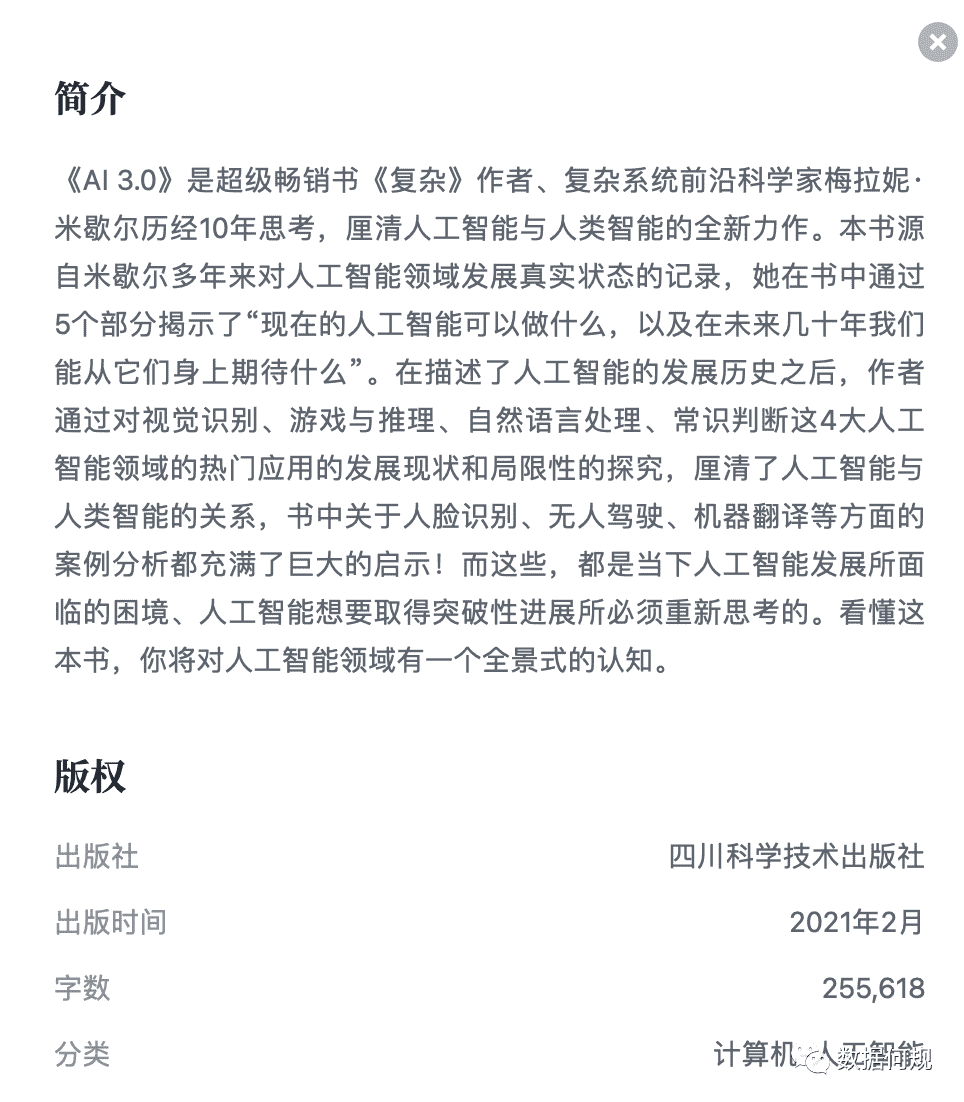 简介
《AI 3.0》是超级畅销书《复杂》作者、复杂系统前沿科学家梅拉妮·
米歇尔历经10年思考，厘清人工智能与人类智能的全新力作。本书源
自米歇尔多年来对人工智能领域发展真实状态的记录，她在书中通过
5个部分揭示了“现在的人工智能可以做什么，以及在未来几十年我们
能从它们身上期待什么”。在描述了人工智能的发展历史之后，作者
通过对视觉识别、游戏与推理、自然语言处理、常识判断这4大人工
智能领域的热门应用的发展现状和局限性的探究，厘清了人工智能与
人类智能的关系，书中关于人脸识别、无人驾驶、机器翻译等方面的
案例分析都充满了巨大的启示！而这些，都是当下人工智能发展所面
临的困境、人工智能想要取得突破性进展所必须重新思考的。看懂这
本书，你将对人工智能领域有一个全景式的认知。
版权
出版社 四川科学技术出版社
出版时间 2021年2月
字数 255,618
分类 计算机 人工智能
数据何规